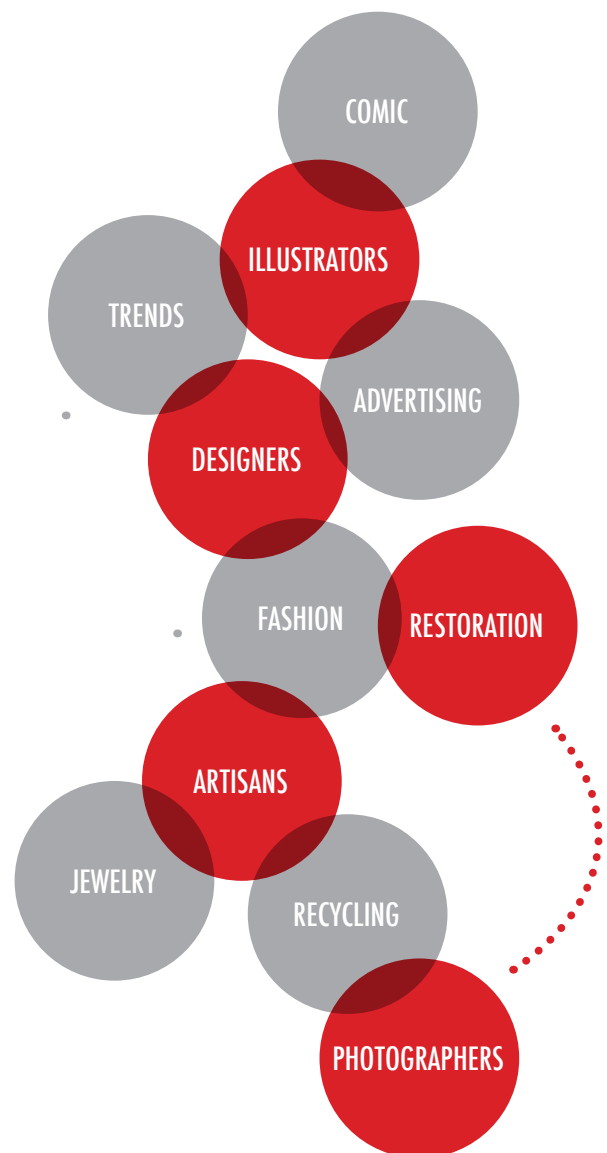 COMIC
ILLUSTRATORS
TRENDS
ADVERTISING
DESIGNERS
FASHION
RESTORATION
ARTISANS
JEWELRY
RECYCLING
PHOTOGRAPHERS